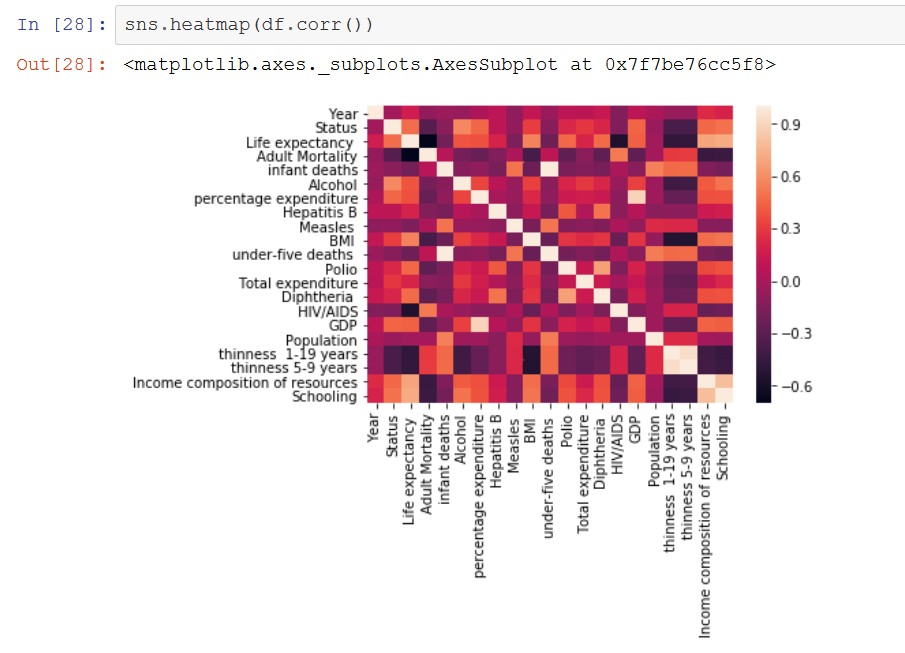 In [28]: sns.heatmap(df.corr())
Out[28]: <matplotlib.axes._subplots.AxesSubplot at 0x7f7be76cc5f8>
Year
Status
Life expectancy
Adult Mortality
infant deaths
Alcohol
percentage expenditure
Hepatitis B
Measles
BMI
under-five deaths
Polio
Total expenditure
Diphtheria
HIV/AIDS
GDP
Population
thinness  1-19 years
thinness 5-9 years
Income composition of resources
Schooling
Year
Status
Life expectancy
Adult Mortality
infant deaths
Alcohol
percentage expenditure
Hepatitis B
Measles
BMI
under-five deaths
Polio
Total expenditure
Diphtheria
HIV/AIDS
GDP
Population
thinness  1-19 years
thinness 5-9 years
Income composition of resources
Schooling
0.9
0.6
0.3
0.0
−0.3
−0.6